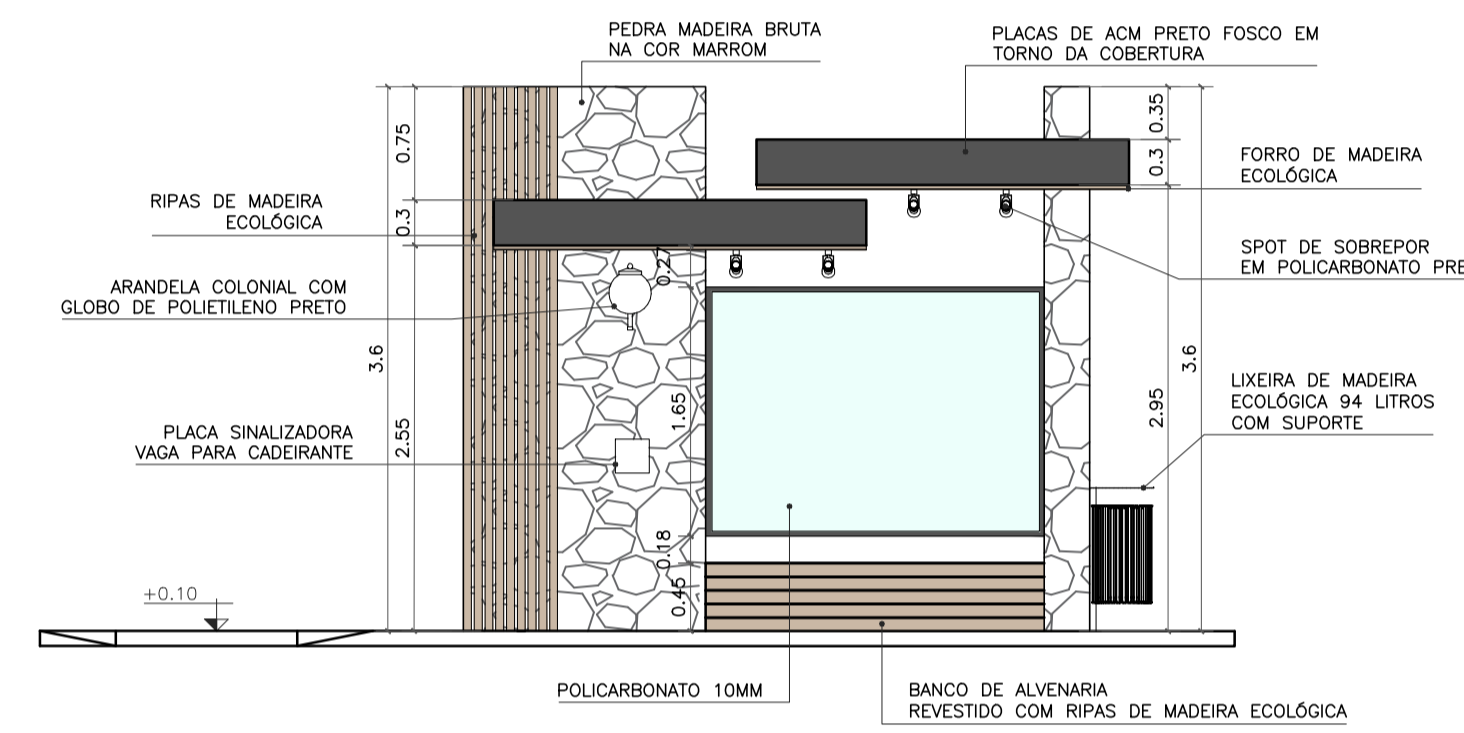 PEDRA MADEIRA BRUTA
NA COR MARROM
PLACAS DE ACM PRETO FOSCO EM
TORNO DA COBERTURA
RIPAS DE MADEIRA
ECOLÓGICA
ARANDELA COLONIAL COM
GLOBO DE POLIETILENO PRETO
PLACA SINALIZADORA
VAGA PARA CADEIRANTE
+0.10
3.6
0.75
0.3
2.55
0.27
1.65
0.18
0.45
0.35
0.3
2.95
3.6
FORRO DE MADEIRA
ECOLÓGICA
SPOT DE SOBREPOR
EM POLICARBONATO PRE
LIXEIRA DE MADEIRA
ECOLÓGICA 94 LITROS
COM SUPORTE
POLICARBONATO 10MM
BANCO DE ALVENARIA
REVESTIDO COM RIPAS DE MADEIRA ECOLÓGICA